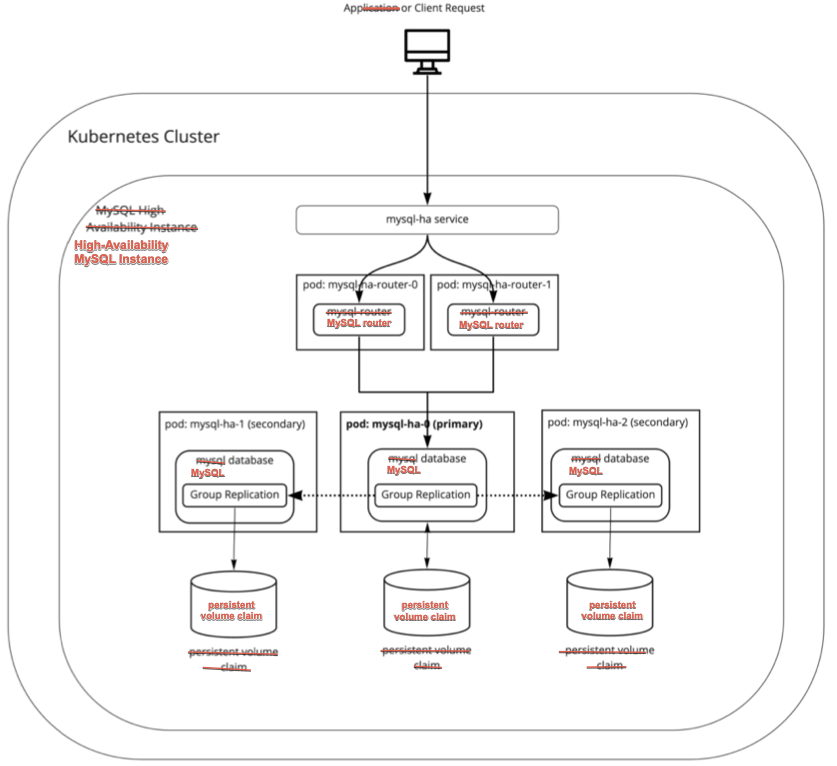 Application or Client Request
Kubernetes Cluster
MySQL High
Availability Instance
High-Availability
MySQL Instance
mysql-ha service
pod: mysql-ha-router-0
mysql-router
MySQL router
pod: mysql-ha-router-1
mysql-router
MySQL router
pod: mysql-ha-1 (secondary)
mysql database
MySQL
Group Replication
pod: mysql-ha-0 (primary)
mysql database
MySQL
Group Replication
pod: mysql-ha-2 (secondary)
mysql database
MySQL
Group Replication
persistent
volume claim
persistent volume
claim
persistent
volume claim
persistent volume
claim
persistent
volume claim
persistent volume
claim